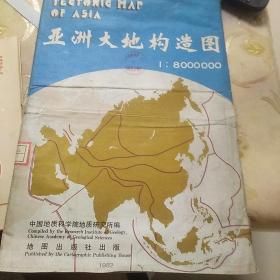 TECTONIC MAP
OF ASIA
亚洲大地构造图
1:8000000
中国地质科学院地质研究所编
Compiled by the Research Institute of Geology,
Chinese Academy of Geological Sciences
地图出版社出版
Published by the Cartographic Publishing House
1982